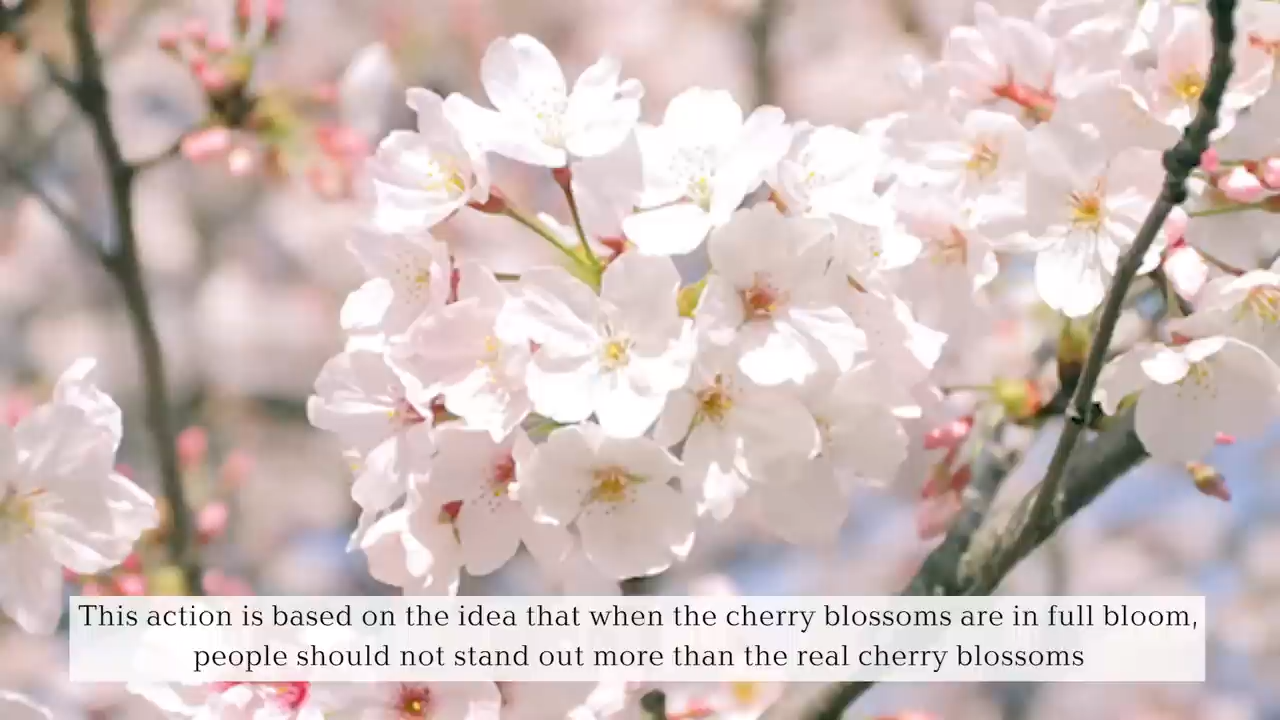 This action is based on the idea that when the cherry blossoms are in full bloom,
people should not stand out more than the real cherry blossoms